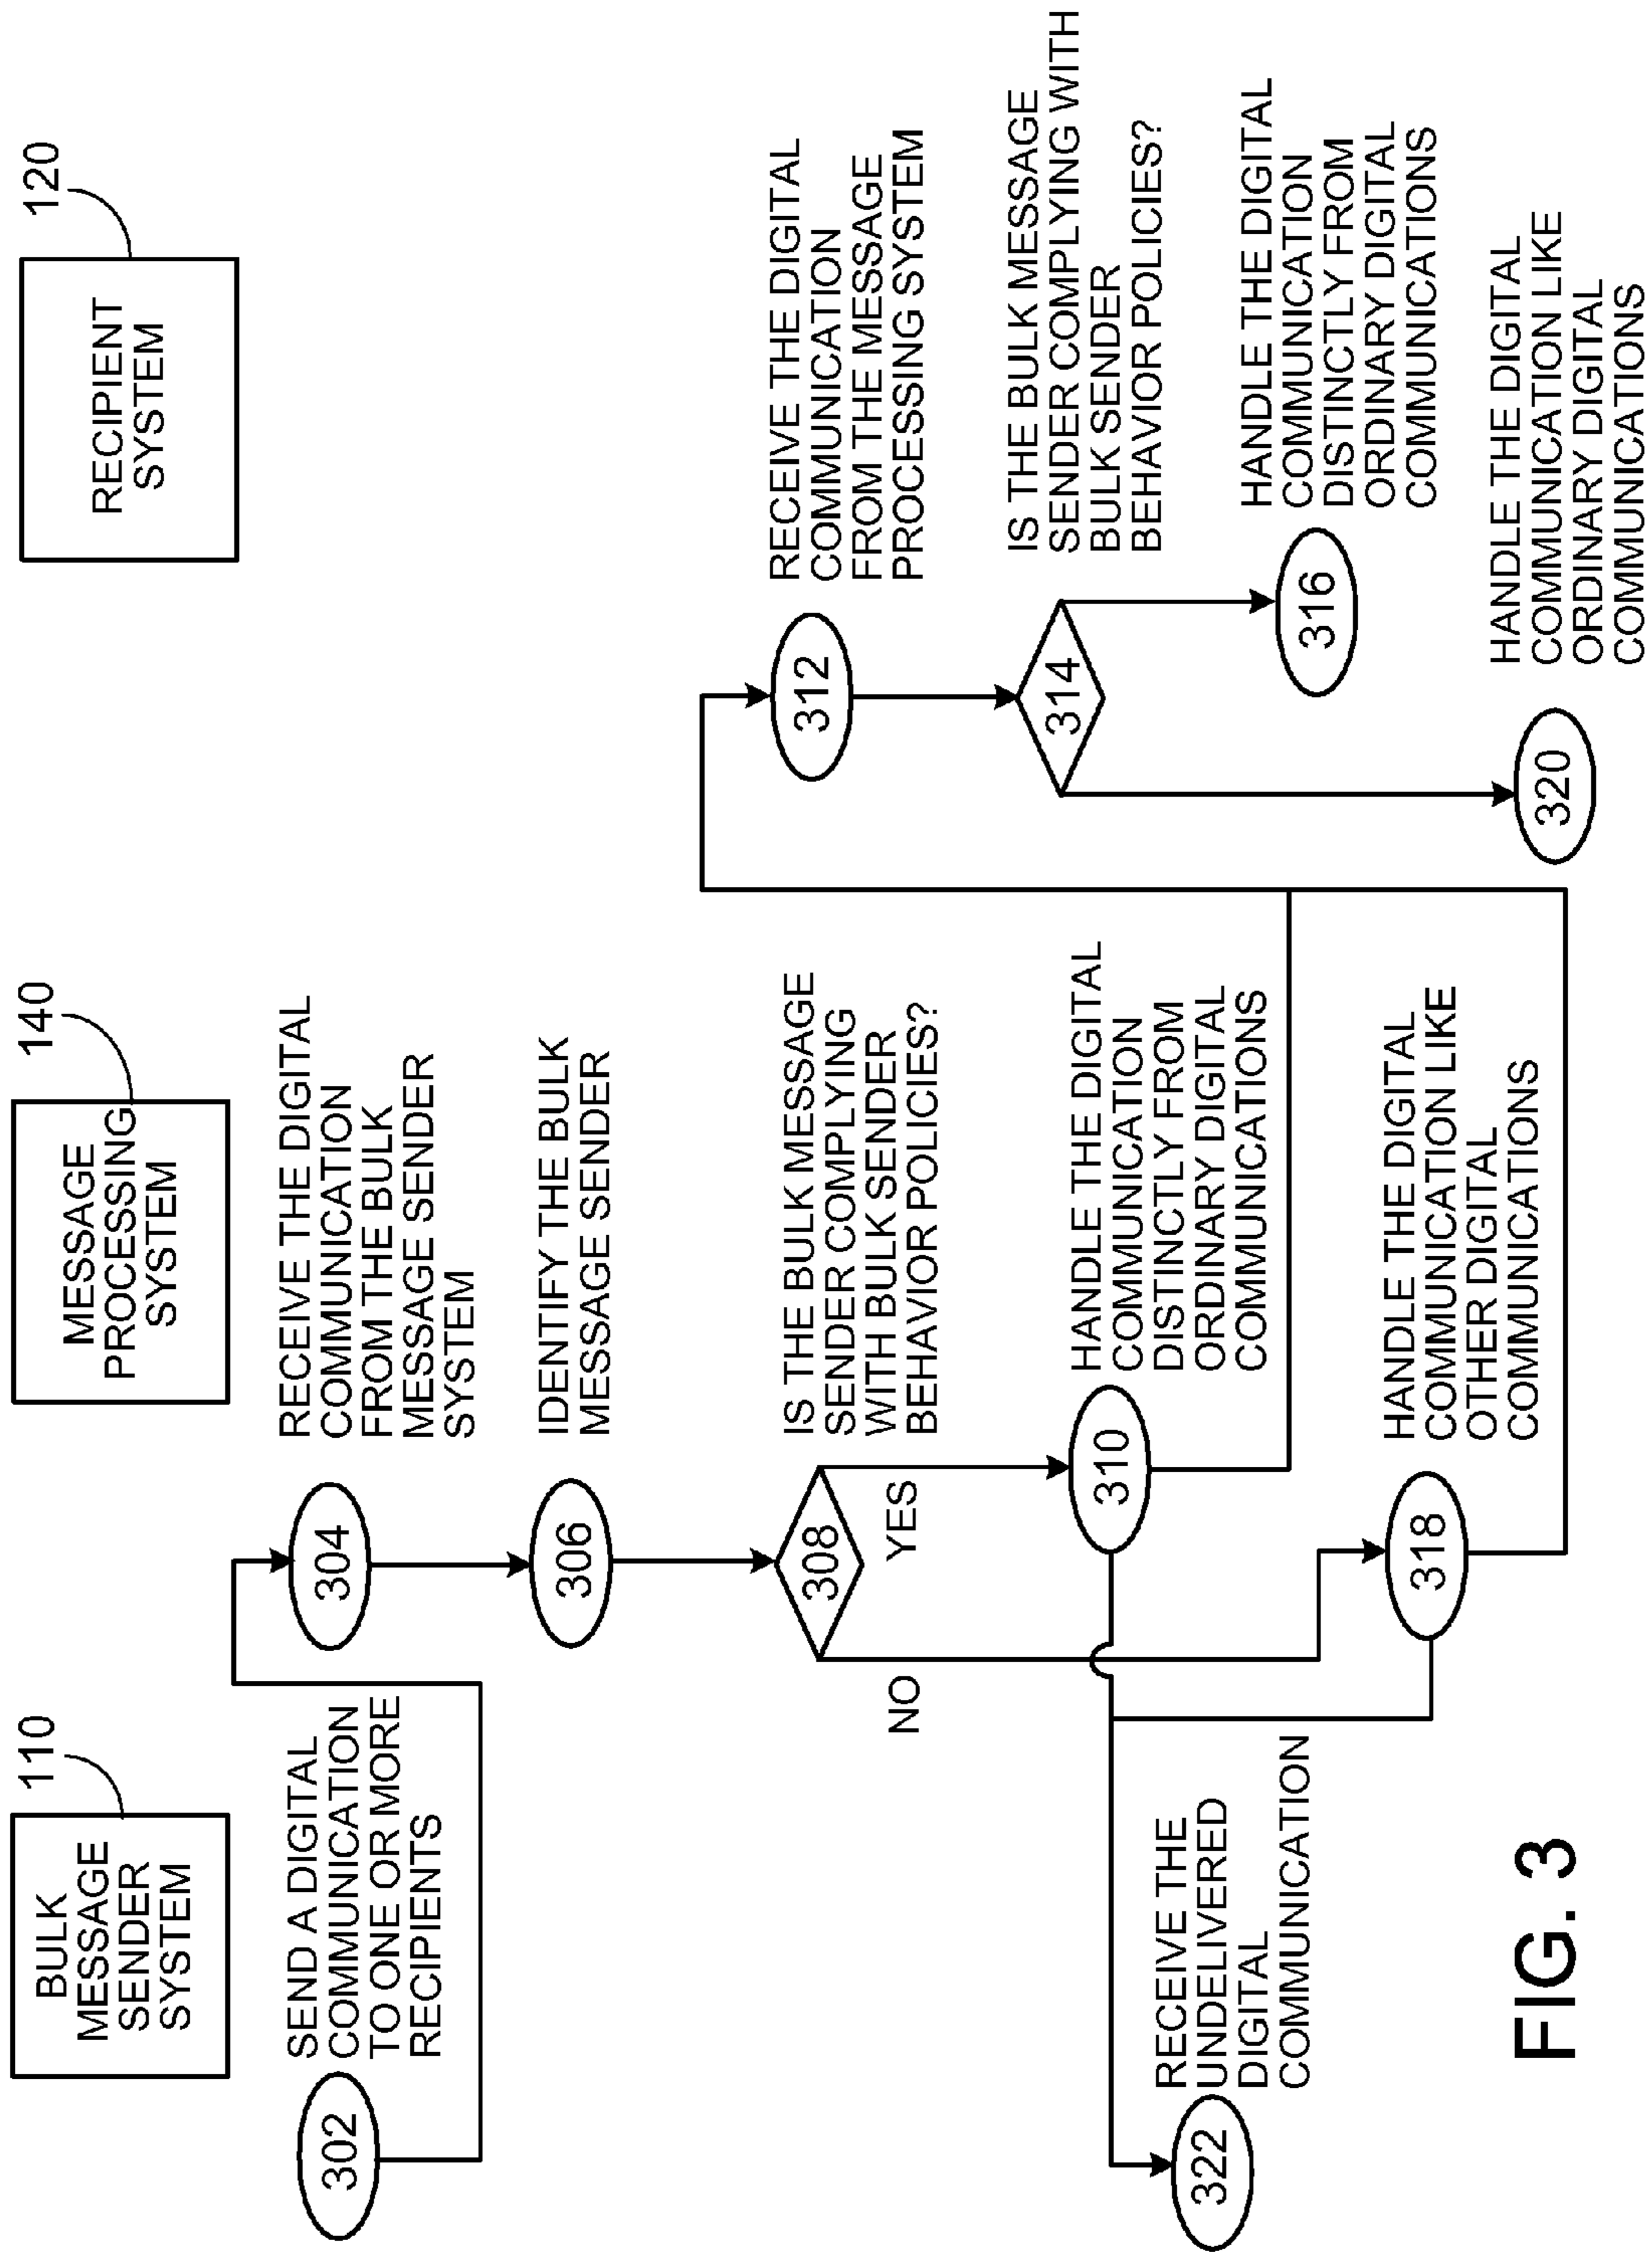 BULK
MESSAGE
SENDER
SYSTEM
110
MESSAGE
PROCESSING
SYSTEM
140
RECIPIENT
SYSTEM
120
302
SEND A DIGITAL
COMMUNICATION
TO ONE OR MORE
RECIPIENTS
304
RECEIVE THE DIGITAL
COMMUNICATION
FROM THE BULK
MESSAGE SENDER
SYSTEM
306
IDENTIFY THE BULK
MESSAGE SENDER
308
IS THE BULK MESSAGE
SENDER COMPLYING
WITH BULK SENDER
BEHAVIOR POLICIES?
YES
NO
310
HANDLE THE DIGITAL
COMMUNICATION
DISTINCTLY FROM
ORDINARY DIGITAL
COMMUNICATIONS
318
HANDLE THE DIGITAL
COMMUNICATION LIKE
OTHER DIGITAL
COMMUNICATIONS
312
RECEIVE THE DIGITAL
COMMUNICATION
FROM THE MESSAGE
PROCESSING SYSTEM
314
IS THE BULK MESSAGE
SENDER COMPLYING WITH
BULK SENDER
BEHAVIOR POLICIES?
316
HANDLE THE DIGITAL
COMMUNICATION
DISTINCTLY FROM
ORDINARY DIGITAL
COMMUNICATIONS
320
HANDLE THE DIGITAL
COMMUNICATION LIKE
ORDINARY DIGITAL
COMMUNICATIONS
322
RECEIVE THE
UNDELIVERED
DIGITAL
COMMUNICATION
FIG. 3